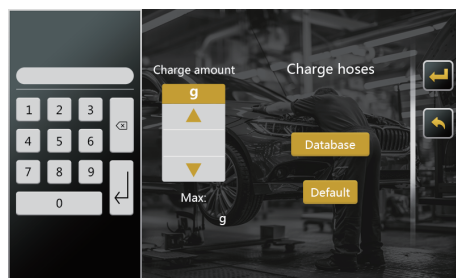 1 2 3
4 5 6
7 8 9
0
Charge amount
g
Max:
g
Charge hoses
Database
Default